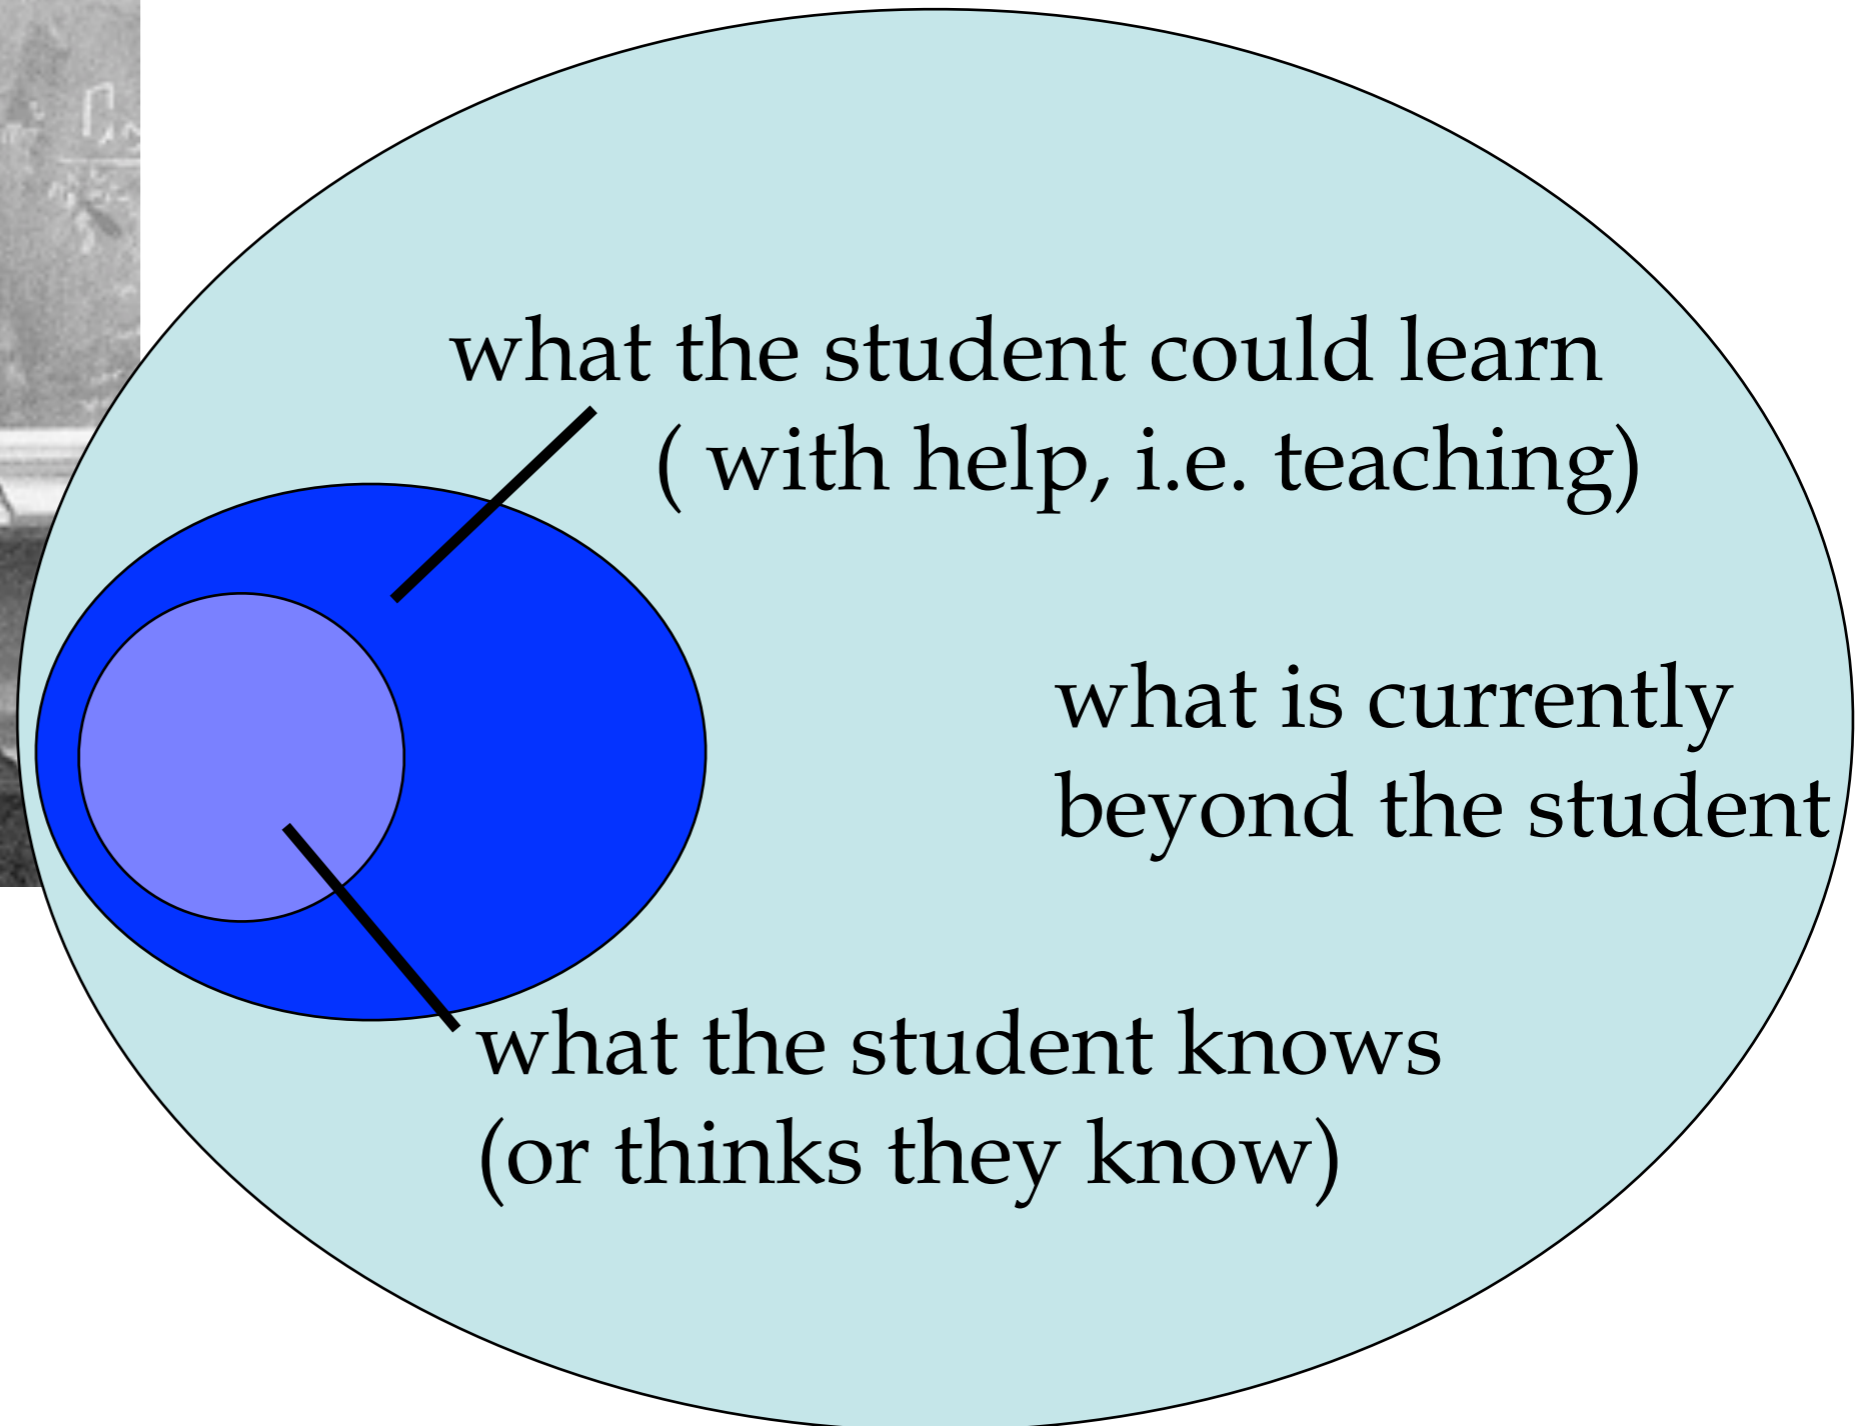 what the student could learn
( with help, i.e. teaching)
what is currently
beyond the student
what the student knows
(or thinks they know)